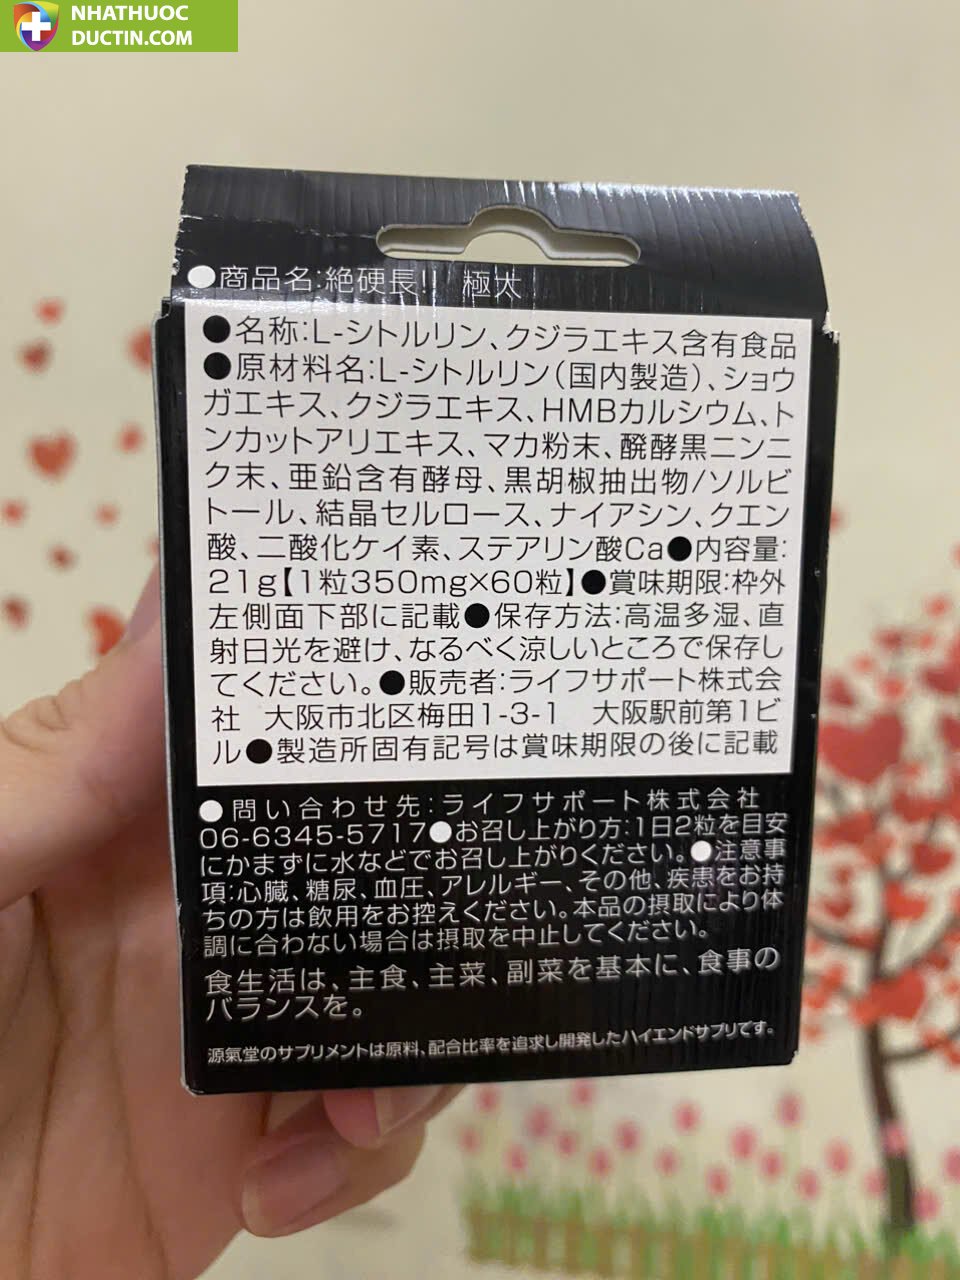 NHATHUOC
DUCTIN.COM
●商品名:絶硬長!! 極太
●名称:L-シトルリン、クジラエキス含有食品
●原材料名:L-シトルリン(国内製造)、ショウ
ガエキス、クジラエキス、HMBカルシウム、ト
ンカットアリエキス、マカ粉末、醗酵黒ニンニ
ク末、亜鉛含有酵母、黒胡椒抽出物/ソルビ
トール、結晶セルロース、ナイアシン、クエン
酸、二酸化ケイ素、ステアリン酸Ca●内容量:
21g【1粒350mg×60粒】●賞味期限:枠外
左側面下部に記載●保存方法:高温多湿、直
射日光を避け、なるべく涼しいところで保存し
てください。●販売者:ライフサポート株式会
社 大阪市北区梅田1-3-1 大阪駅前第1ビ
ル●製造所固有記号は賞味期限の後に記載
●問い合わせ先:ライフサポート株式会社
06-6345-5717●お召し上がり方:1日2粒を目安
にかまずに水などでお召し上がりください。●注意事
項:心臓、糖尿、血圧、アレルギー、その他、疾患をお持
ちの方は飲用をお控えください。本品の摂取により体
調に合わない場合は摂取を中止してください。
食生活は、主食、主菜、副菜を基本に、食事の
バランスを。
源氣堂のサプリメントは原料、配合比率を追求し開発したハイエンドサプリです。